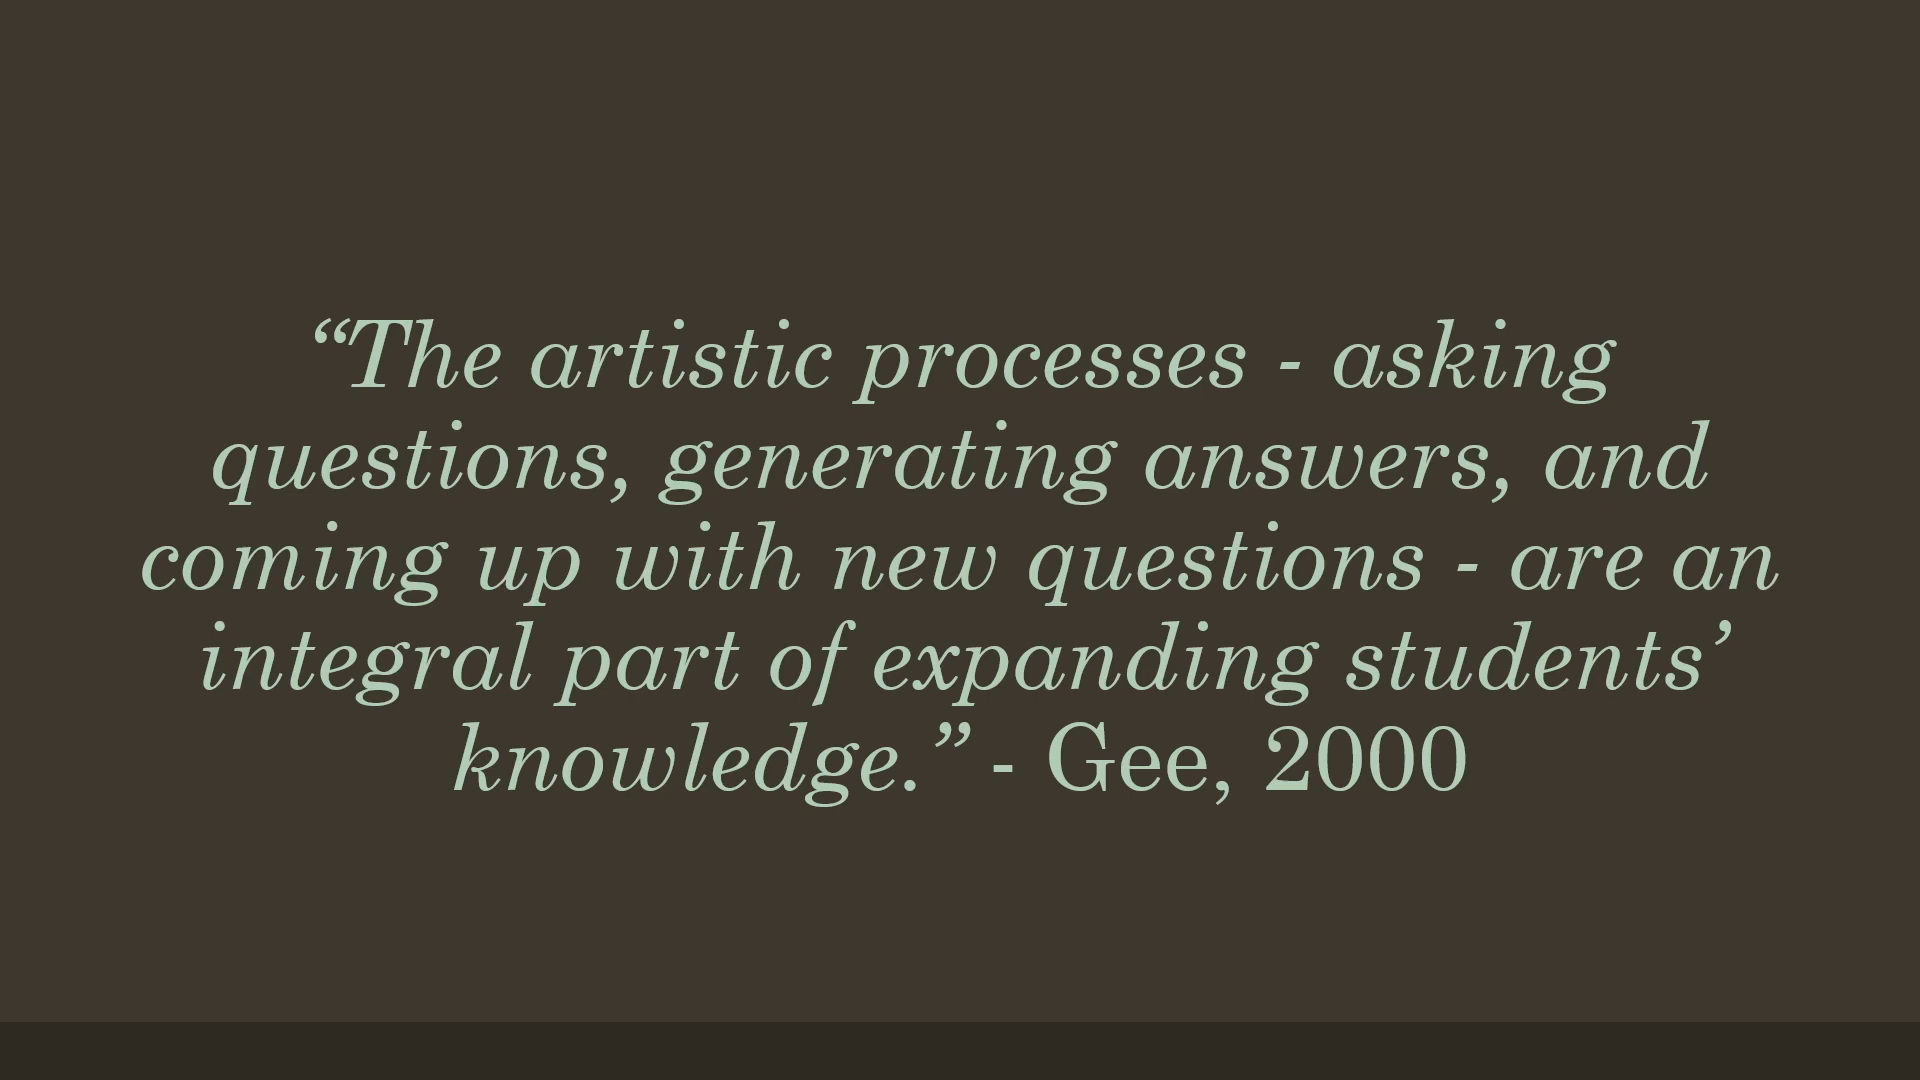 “The artistic processes - asking
questions, generating answers, and
coming up with new questions - are an
integral part of expanding students’
knowledge.” - Gee, 2000